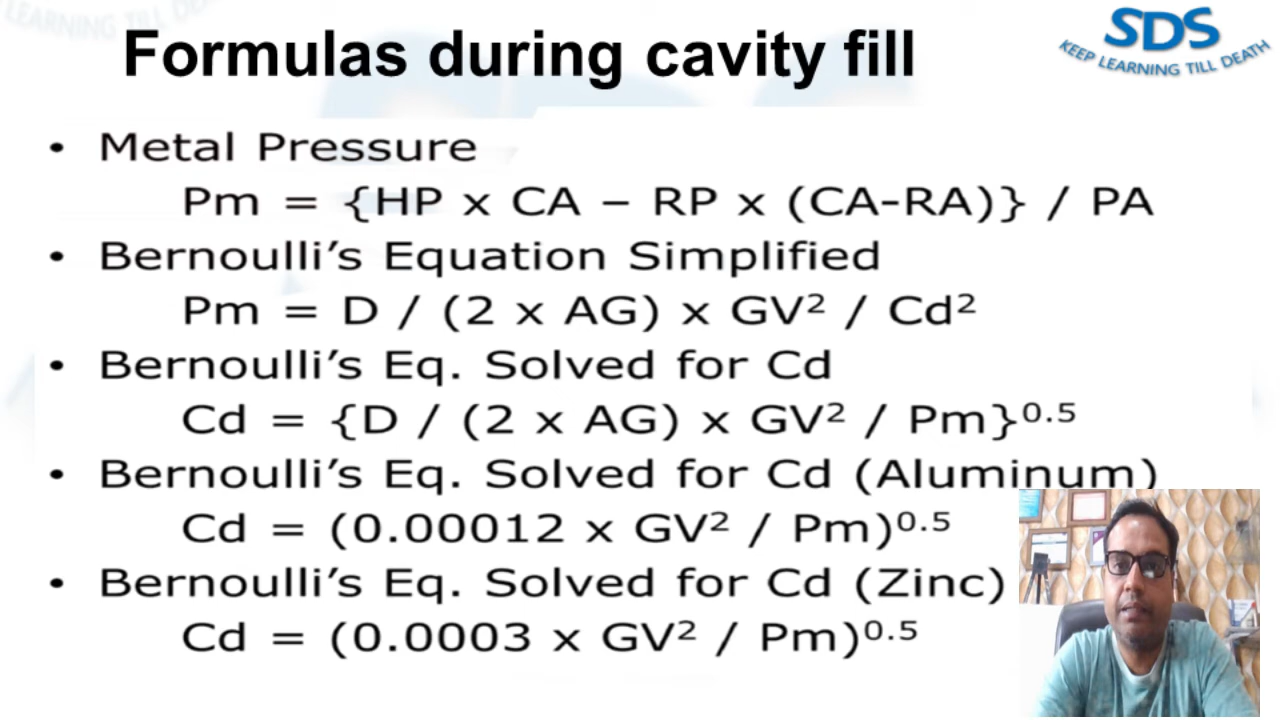 Formulas during cavity fill
SDS
KEEP LEARNING TILL DEATH
LEARNING TILL D
• Metal Pressure
Pm = {HP x CA – RP x (CA-RA)} / PA
• Bernoulli’s Equation Simplified
Pm = D / (2 x AG) x GV² / Cd²
• Bernoulli’s Eq. Solved for Cd
Cd = {D / (2 x AG) x GV² / Pm}⁰·⁵
• Bernoulli’s Eq. Solved for Cd (Aluminum)
Cd = (0.00012 x GV² / Pm)⁰·⁵
• Bernoulli’s Eq. Solved for Cd (Zinc)
Cd = (0.0003 x GV² / Pm)⁰·⁵